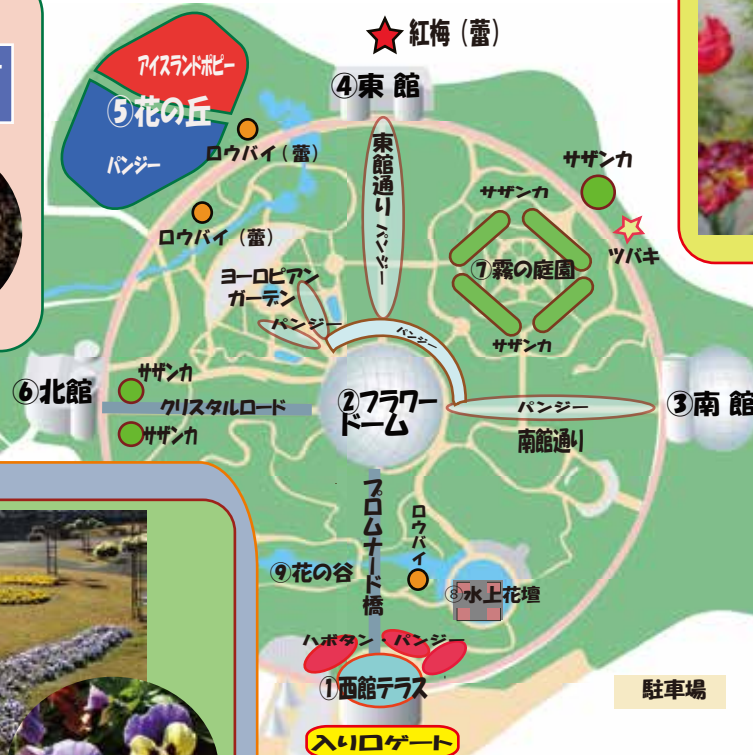 紅梅（蕾）
アイスランドポピー
④東 館
⑤花の丘
パンジー
ロウバイ（蕾）
東館通り パンジー
サザンカ
サザンカ
ロウバイ（蕾）
ツバキ
ヨーロピアン
ガーデン
⑦霧の庭園
パンジー
パンジー
サザンカ
⑥北館
サザンカ
クリスタルロード
②フラワー
ドーム
パンジー
③南 館
サザンカ
南館通り
プロムナード橋
ロウバイ
⑨花の谷
⑧水上花壇
ハボタン・パンジー
①西館テラス
駐車場
入り口ゲート